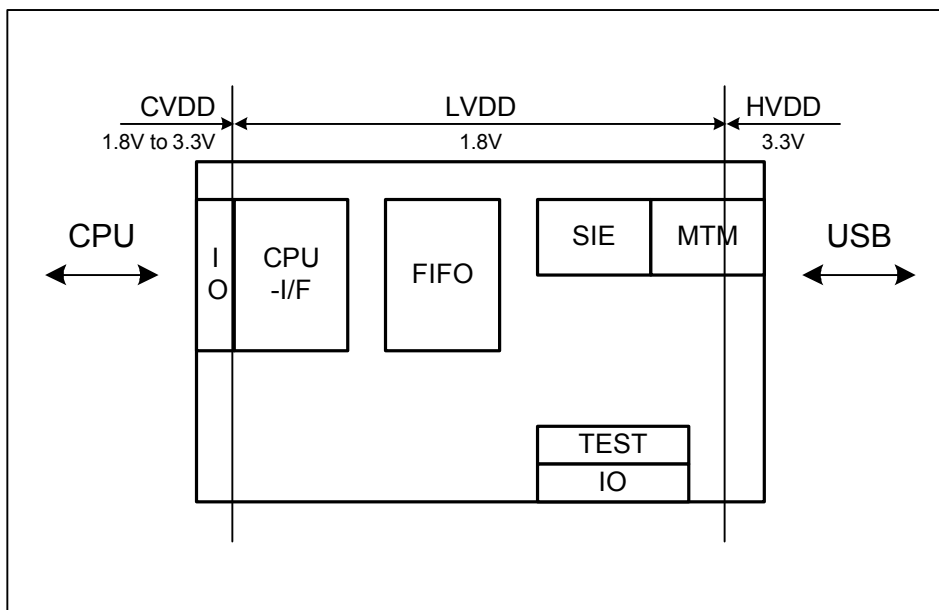 CVDD
LVDD
HVDD
1.8V to 3.3V
1.8V
3.3V
CPU
I
O
CPU
-I/F
FIFO
SIE
MTM
USB
TEST
IO